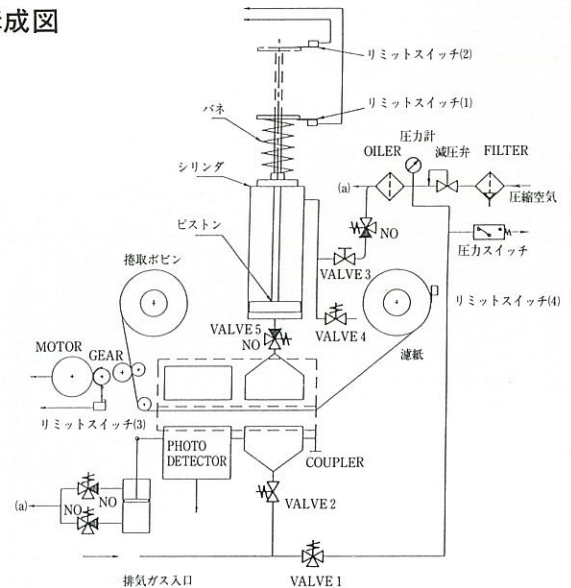 成図
リミットスイッチ(2)
リミットスイッチ(1)
バネ
圧力計
減圧弁
OILER
FILTER
シリンダ
(a)
圧縮空気
ピストン
NO
圧力スイッチ
捲取ボビン
VALVE 3
リミットスイッチ(4)
VALVE 5
NO
VALVE 4
MOTOR
GEAR
濾紙
リミットスイッチ(3)
PHOTO
DETECTOR
COUPLER
(a)
NO
NO
VALVE 2
排気ガス入口
VALVE 1